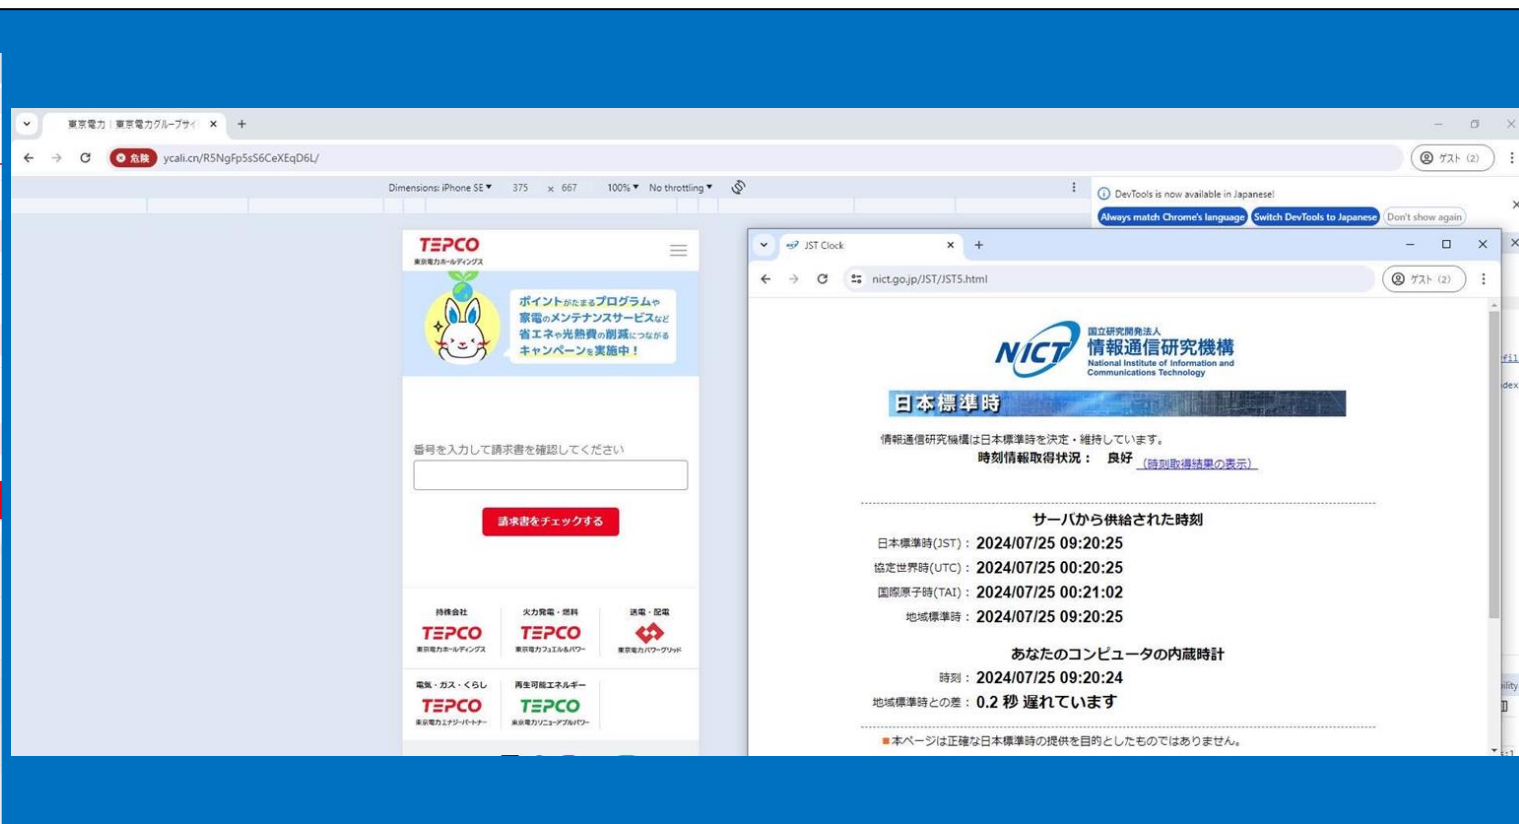 東京電力｜東京電力グループサイ
危険
ycali.cn/R5NgFp5sS6CeXEqD6L/
ゲスト (2)
Dimensions: iPhone SE
375 × 667
100%
No throttling
DevTools is now available in Japanese!
Always match Chrome's language
Switch DevTools to Japanese
Don't show again
TEPCO
東京電力ホールディングス
ポイントがたまるプログラムや
家電のメンテナンスサービスなど
省エネや光熱費の削減につながる
キャンペーンを実施中！
番号を入力して請求書を確認してください
請求書をチェックする
持株会社
TEPCO
東京電力ホールディングス
火力発電・燃料
TEPCO
東京電力フュエル&パワー
送電・配電
東京電力パワーグリッド
電気・ガス・くらし
TEPCO
東京電力エナジーパートナー
再生可能エネルギー
TEPCO
東京電力リニューアブルパワー
JST Clock
nict.go.jp/JST/JST5.html
ゲスト (2)
NICT
国立研究開発法人
情報通信研究機構
National Institute of Information and
Communications Technology
日本標準時
情報通信研究機構は日本標準時を決定・維持しています。
時刻情報取得状況： 良好 （時刻取得結果の表示）
サーバから供給された時刻
日本標準時(JST)： 2024/07/25 09:20:25
協定世界時(UTC)： 2024/07/25 00:20:25
国際原子時(TAI)： 2024/07/25 00:21:02
地域標準時： 2024/07/25 09:20:25
あなたのコンピュータの内蔵時計
時刻： 2024/07/25 09:20:24
地域標準時との差： 0.2 秒 遅れています
■本ページは正確な日本標準時の提供を目的としたものではありません。